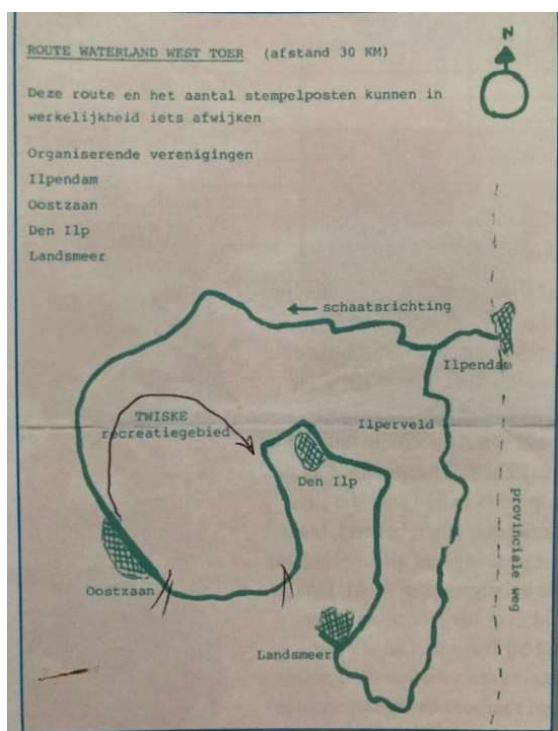 N
ROUTE WATERLAND WEST TOER (afstand 30 KM)
Deze route en het aantal stempelposten kunnen in
werkelijkheid iets afwijken
Organiserende verenigingen
Ilpendam
Oostzaan
Den Ilp
Landsmeer
schaatsrichting
Ilpendam
TWISKE
recreatiegebied
Ilperveld
Den Ilp
provinciale weg
Oostzaan
Landsmeer